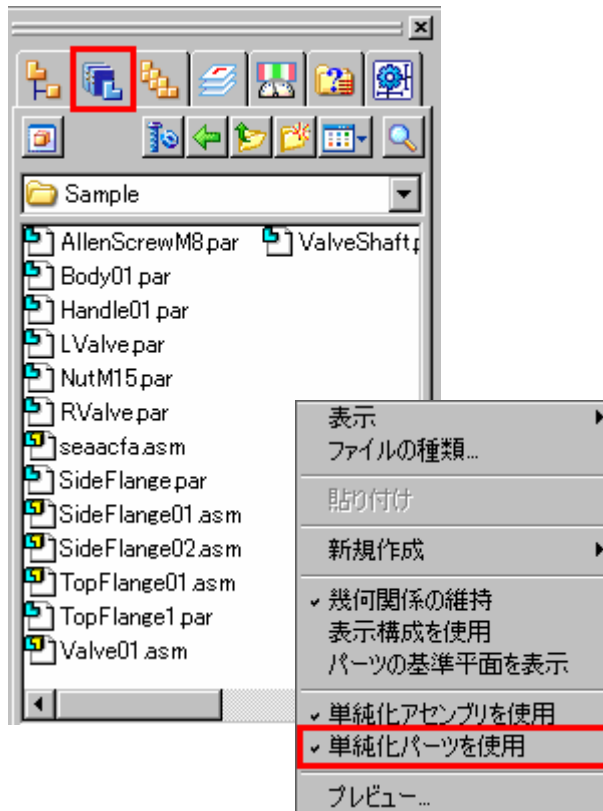 Sample
AllenScrewM8.par
Body01.par
Handle01.par
LValve.par
NutM15.par
RValve.par
seaacfa.asm
SideFlange.par
SideFlange01.asm
SideFlange02.asm
TopFlange01.asm
TopFlange1.par
Valve01.asm
ValveShaft.p
表示
ファイルの種類...
貼り付け
新規作成
幾何関係の維持
表示構成を使用
パーツの基準平面を表示
単純化アセンブリを使用
単純化パーツを使用
プレビュー...